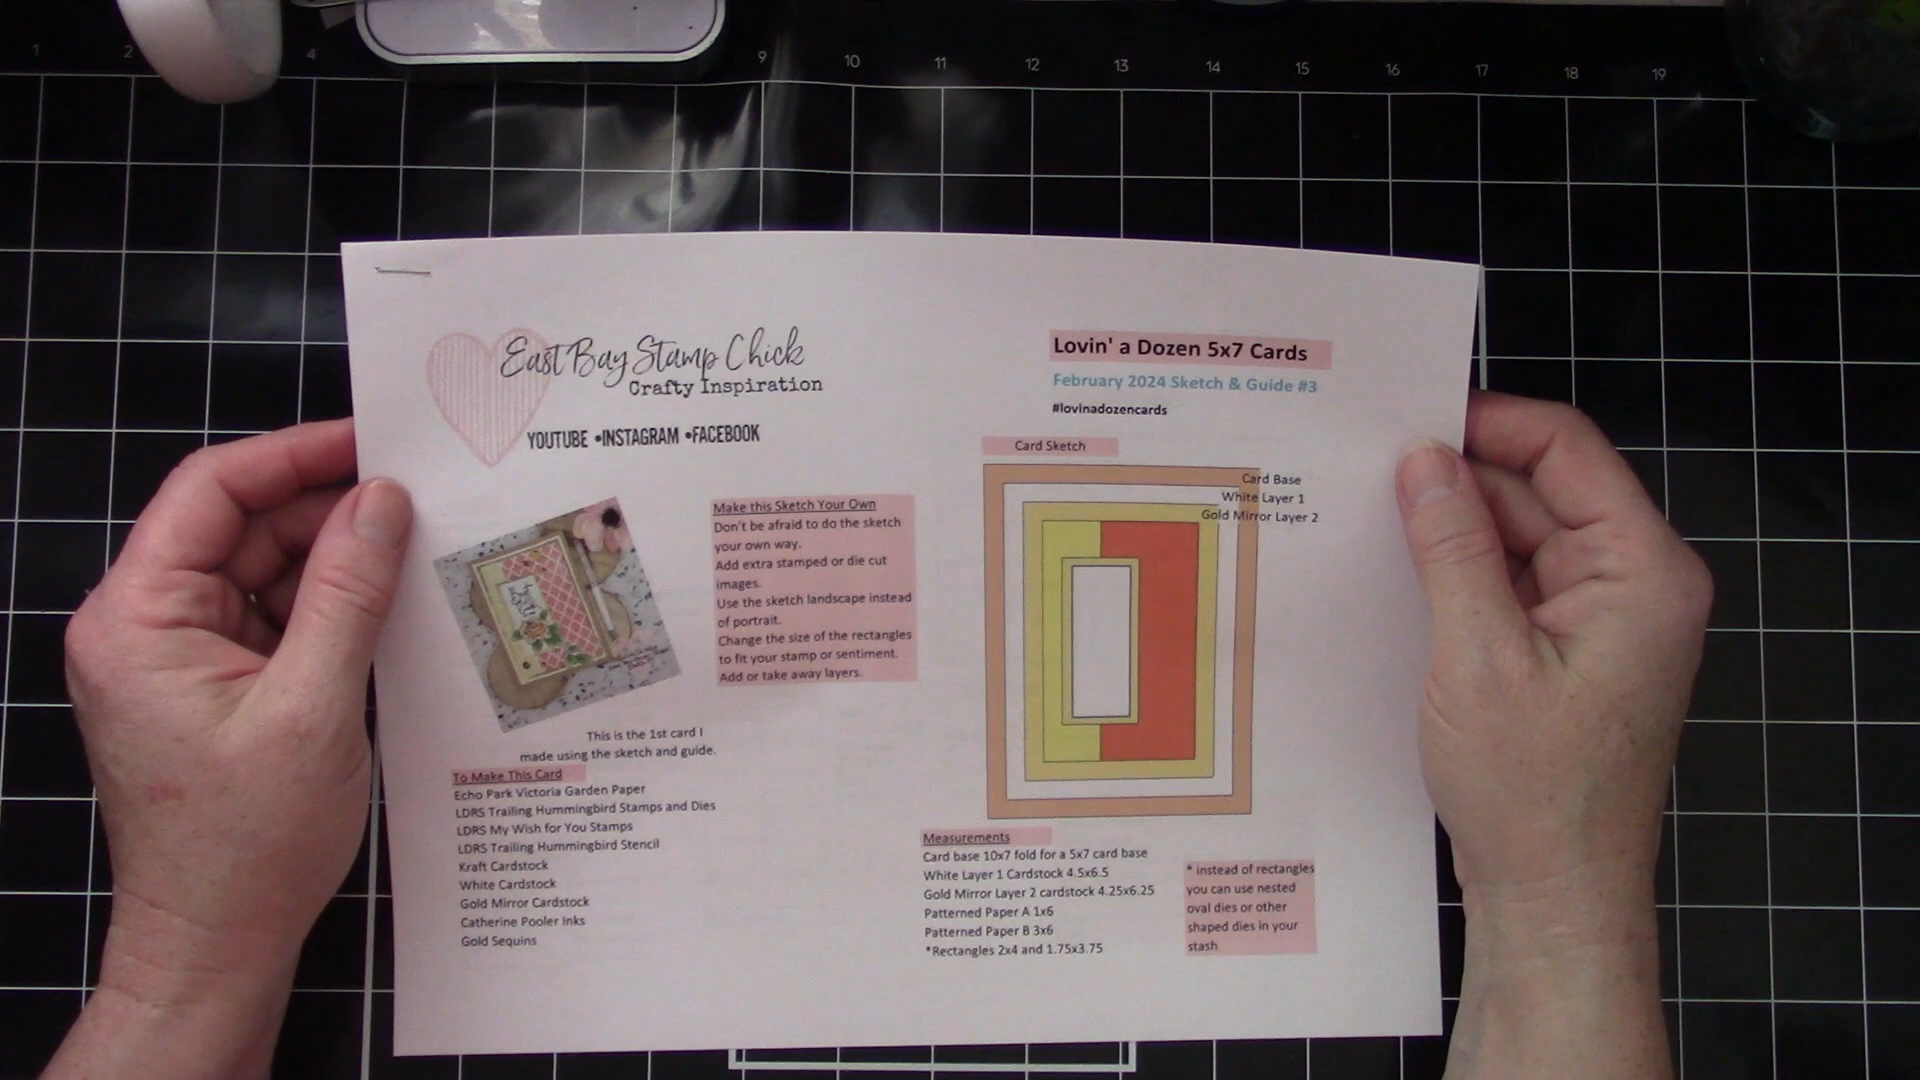 1 2 4 9 10 11 12 13 14 15 16 17 18 19
East Bay Stamp Chick
Crafty Inspiration
YOUTUBE •INSTAGRAM •FACEBOOK
Make this Sketch Your Own
Don't be afraid to do the sketch
your own way.
Add extra stamped or die cut
images.
Use the sketch landscape instead
of portrait.
Change the size of the rectangles
to fit your stamp or sentiment.
Add or take away layers.
This is the 1st card I
made using the sketch and guide.
To Make This Card
Echo Park Victoria Garden Paper
LDRS Trailing Hummingbird Stamps and Dies
LDRS My Wish for You Stamps
LDRS Trailing Hummingbird Stencil
Kraft Cardstock
White Cardstock
Gold Mirror Cardstock
Catherine Pooler Inks
Gold Sequins
Lovin' a Dozen 5x7 Cards
February 2024 Sketch & Guide #3
#lovinadozencards
Card Sketch
Card Base
White Layer 1
Gold Mirror Layer 2
Measurements
Card base 10x7 fold for a 5x7 card base
White Layer 1 Cardstock 4.5x6.5
Gold Mirror Layer 2 cardstock 4.25x6.25
Patterned Paper A 1x6
Patterned Paper B 3x6
*Rectangles 2x4 and 1.75x3.75
* instead of rectangles
you can use nested
oval dies or other
shaped dies in your
stash